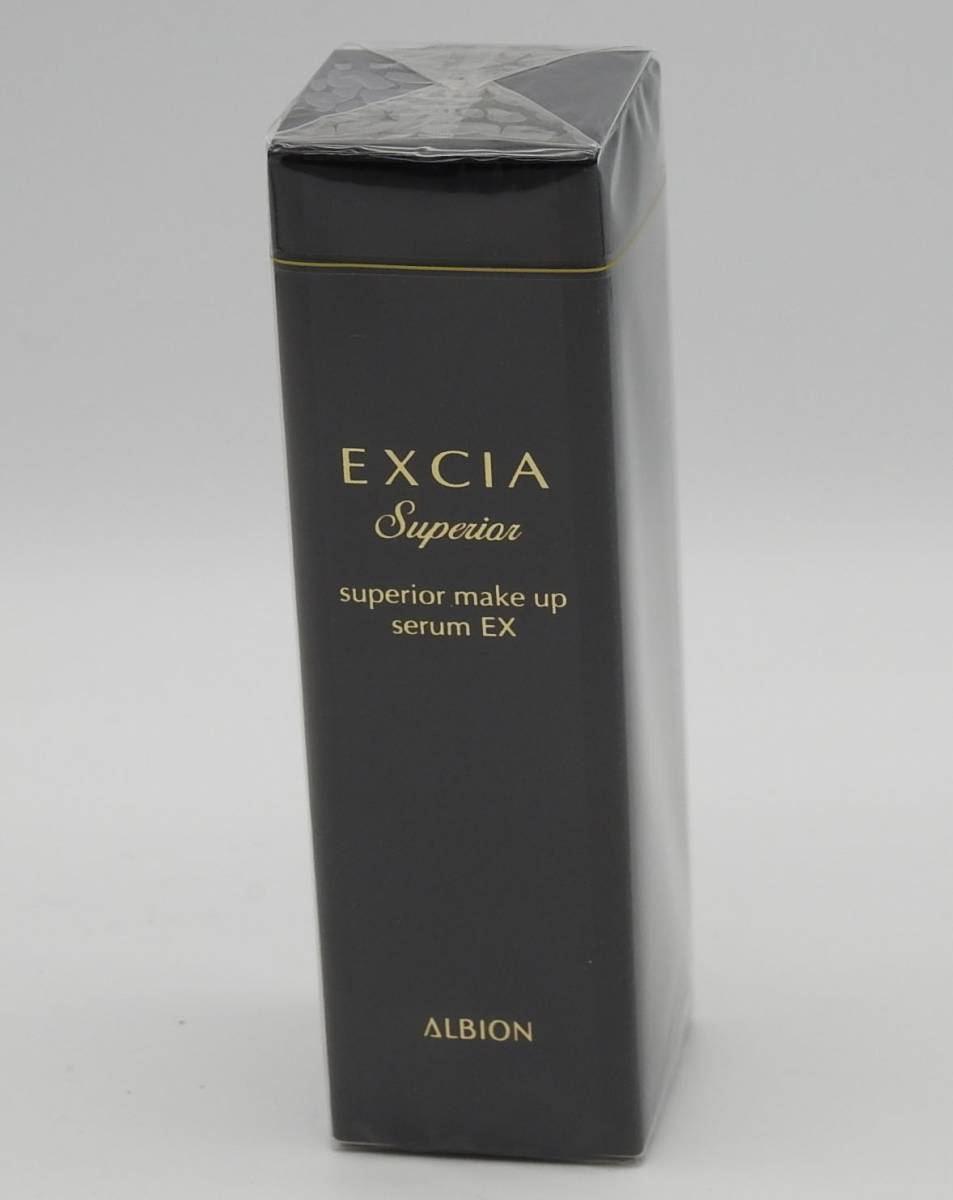 EXCIA
Superior
superior make up
serum EX
ALBION